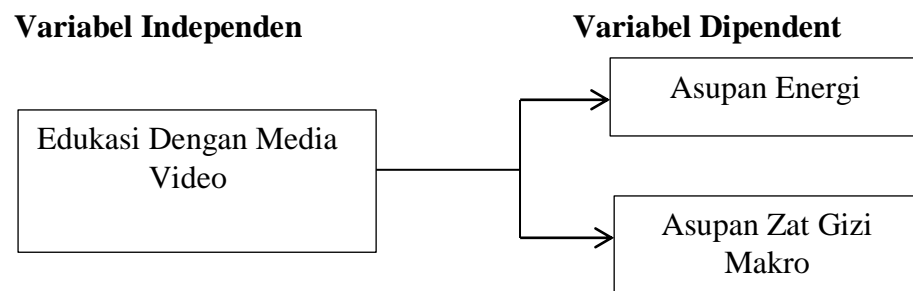 Variabel Independen
Variabel Dipendent
Asupan Energi
Edukasi Dengan Media
Video
Asupan Zat Gizi
Makro